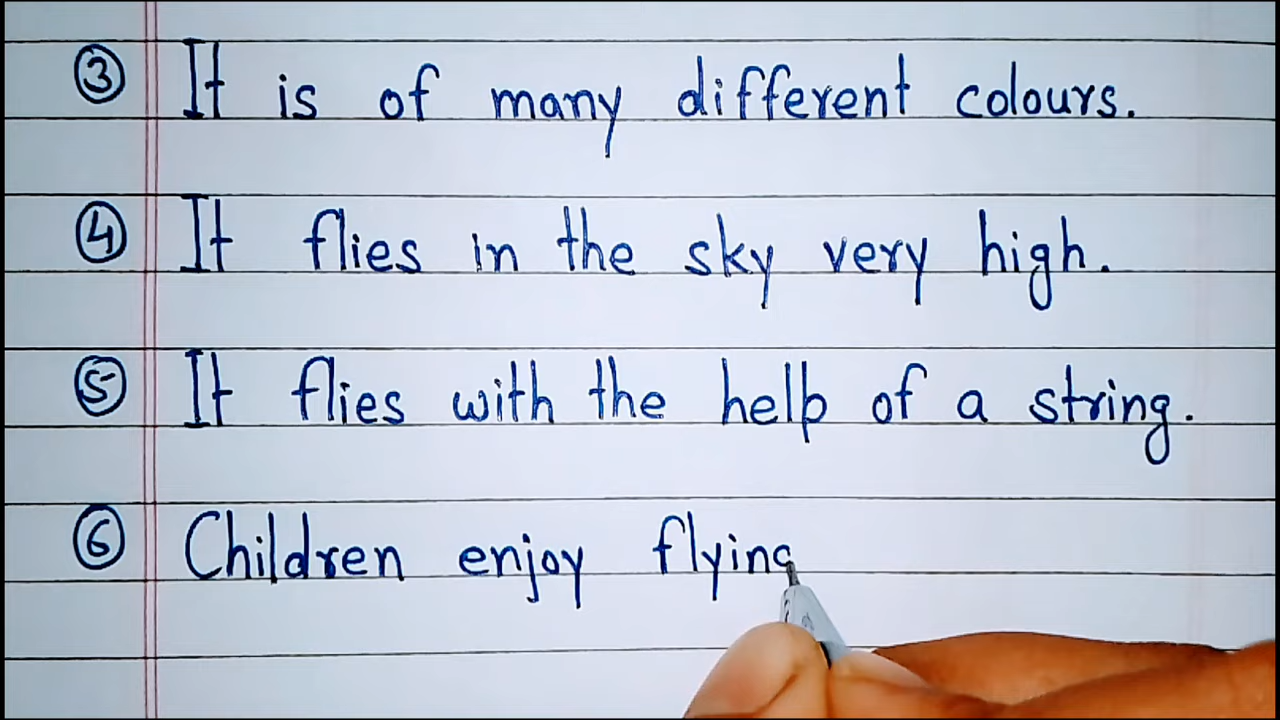 ③ It is of many different colours.
④ It flies in the sky very high.
⑤ It flies with the help of a string.
⑥ Children enjoy flying